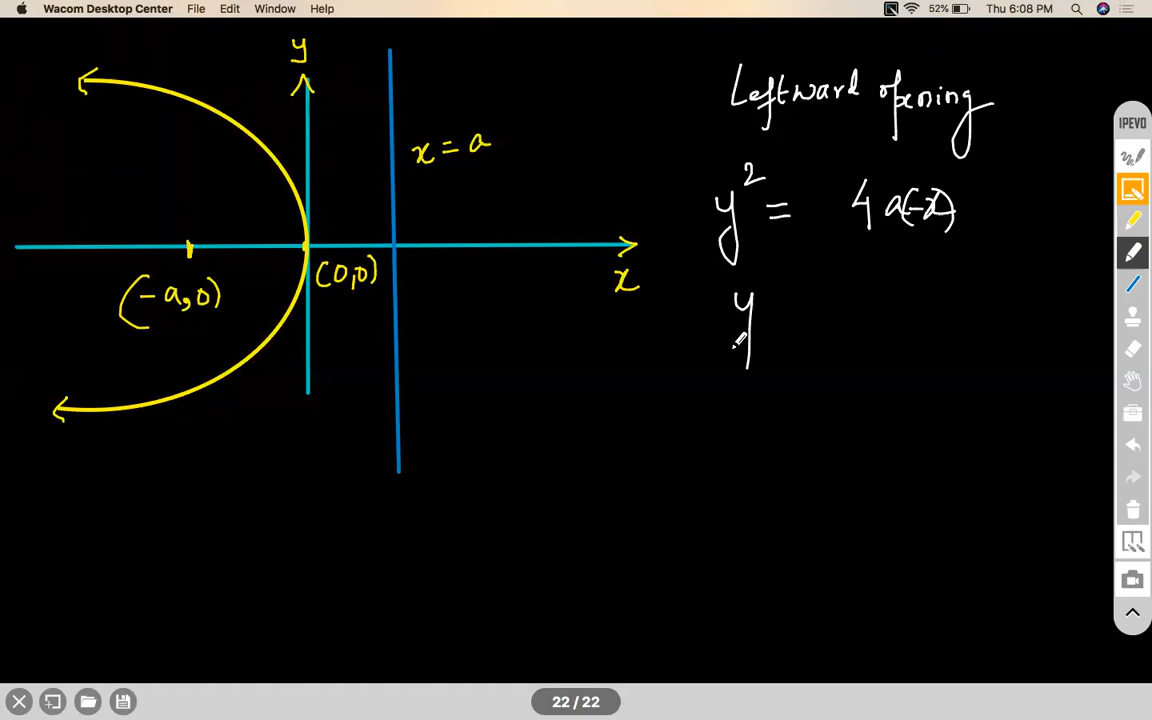 Wacom Desktop Center File Edit Window Help 52% Thu 6:08 PM
y
x = a
x
(0,0)
(-a,0)
Leftward opening
y² = 4a(-x)
y
IPEVO
22 / 22